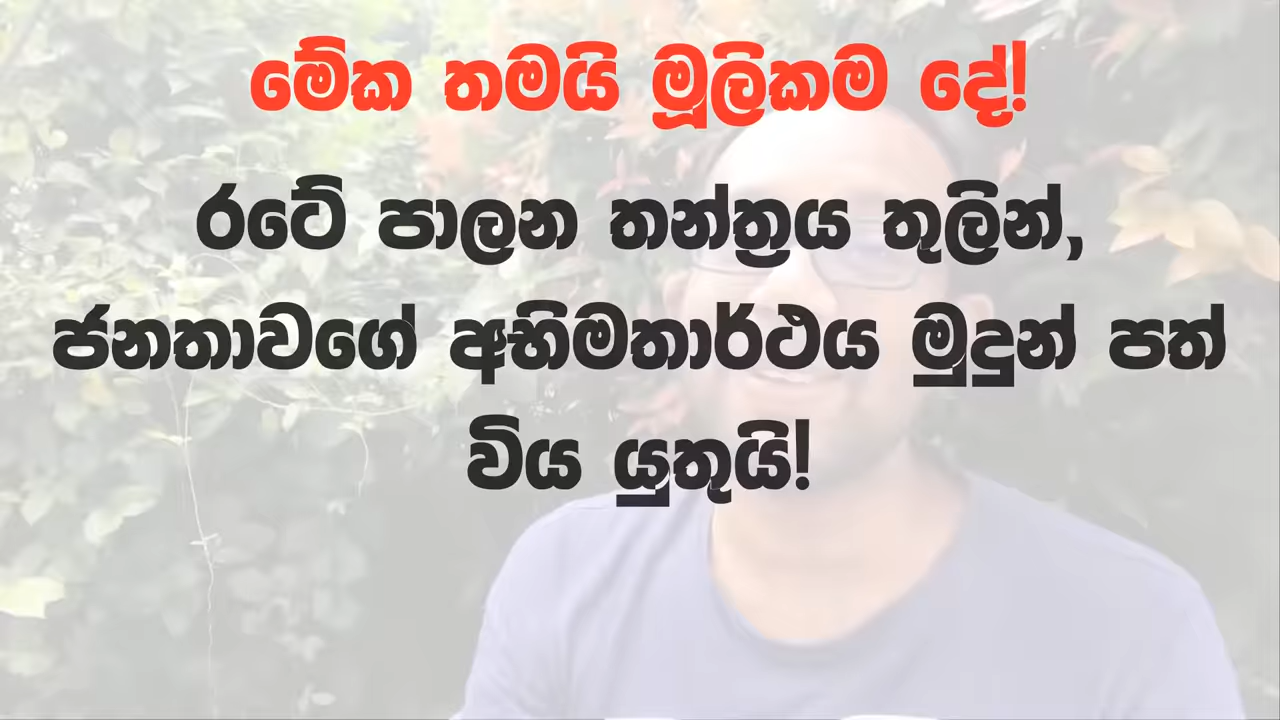 මේක තමයි මූලිකම දේ!
රටේ පාලන තන්ත්‍රය තුලින්,
ජනතාවගේ අභිමතාර්ථය මුදුන් පත්
විය යුතුයි!